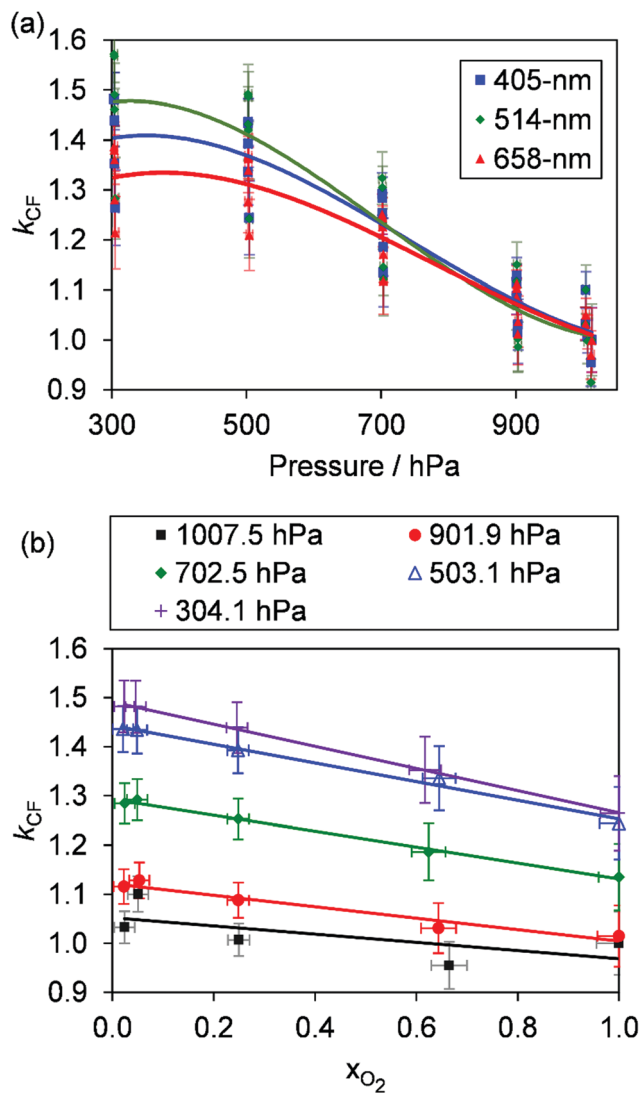 (a)
1.6
1.5
1.4
1.3
1.2
1.1
1.0
0.9
k_CF
405-nm
514-nm
658-nm
300 500 700 900
Pressure / hPa
(b)
1007.5 hPa 901.9 hPa
702.5 hPa 503.1 hPa
304.1 hPa
1.6
1.5
1.4
1.3
1.2
1.1
1.0
0.9
k_CF
0.0 0.2 0.4 0.6 0.8 1.0
x_O₂